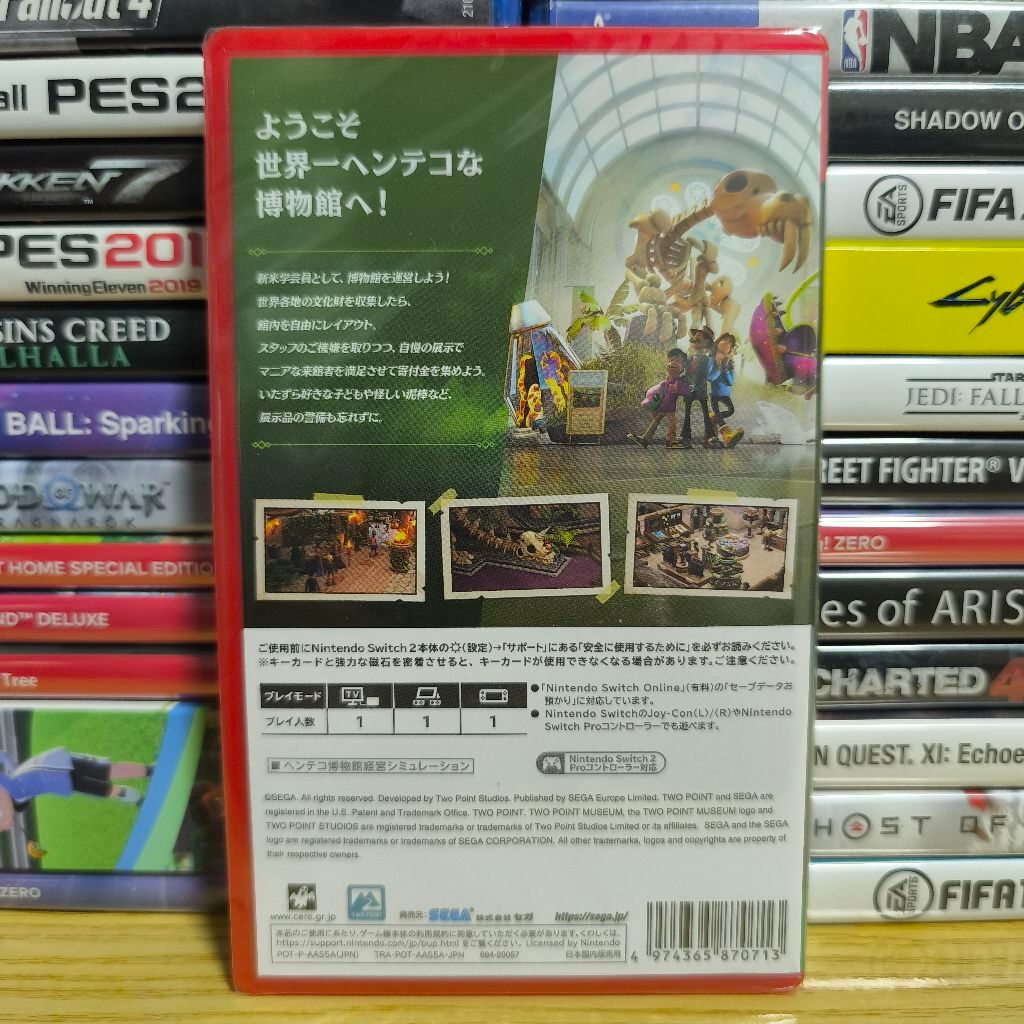 Fallout 4
210
NBA
NBA
all PES2
SHADOW O
KKEN 7
EA SPORTS FIFA
PES 201
Winning Eleven 2019
Cyb
SINS CREED
LHALLA
STAR
JEDI: FALL
BALL: Sparkin
REET FIGHTER® V
OD OF WAR
RAGNARÖK
! ZERO
T HOME SPECIAL EDITIO
es of ARIS
ND™ DELUXE
CHARTED 4
Tree
N QUEST. XI: Echoe
HOST OF
ZERO
EA SPORTS FIFA
ようこそ
世界一ヘンテコな
博物館へ!
新米学芸員として、博物館を運営しよう!
世界各地の文化財を収集したら、
館内を自由にレイアウト。
スタッフのご機嫌を取りつつ、自慢の展示で
マニアな来館者を満足させて寄付金を集めよう。
いたずら好きな子どもや怪しい泥棒など、
展示品の警備も忘れずに。
ご使用前にNintendo Switch 2本体の(設定)→「サポート」にある「安全に使用するために」を必ずお読みください。
※キーカードと強力な磁石を密着させると、キーカードが使用できなくなる場合があります。ご注意ください。
プレイモード TV
プレイ人数 1 1 1
●「Nintendo Switch Online」(有料)の「セーブデータお
預かり」に対応しています。
● Nintendo SwitchのJoy-Con(L)/(R)やNintendo
Switch Proコントローラーでも遊べます。
■ ヘンテコ博物館経営シミュレーション
Nintendo Switch 2
Proコントローラー対応
©SEGA. All rights reserved. Developed by Two Point Studios. Published by SEGA Europe Limited. TWO POINT and SEGA are
registered in the U.S. Patent and Trademark Office. TWO POINT, TWO POINT MUSEUM, the TWO POINT MUSEUM logo and
TWO POINT STUDIOS are registered trademarks or trademarks of Two Point Studios Limited or its affiliates. SEGA and the SEGA
logo are registered trademarks or trademarks of SEGA CORPORATION. All other trademarks, logos and copyrights are property of
their respective owners.
www.cero.gr.jp
TWO POINT
発売元: SEGA 株式会社 セガ https://sega.jp/
本品のご使用にあたり、ゲーム機本体の利用規約に同意していただく必要があります。くわしくは、
https://support.nintendo.com/jp/bup.html をご覧ください。Licensed by Nintendo
POT-P-AAS5A(JPN) TRA-POT-AAS5A-JPN 684-20057 日本国内販売用
4 974365 870713